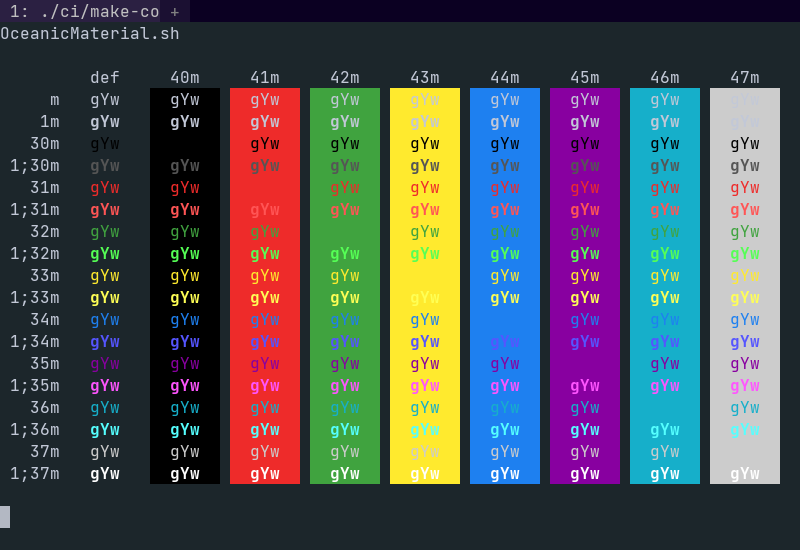 1: ./ci/make-co +
OceanicMaterial.sh
def 40m 41m 42m 43m 44m 45m 46m 47m
m gYw gYw gYw gYw gYw gYw gYw gYw gYw
1m gYw gYw gYw gYw gYw gYw gYw gYw gYw
30m gYw gYw gYw gYw gYw gYw gYw gYw
1;30m gYw gYw gYw gYw gYw gYw gYw gYw gYw
31m gYw gYw gYw gYw gYw gYw gYw gYw
1;31m gYw gYw gYw gYw gYw gYw gYw gYw gYw
32m gYw gYw gYw gYw gYw gYw gYw gYw
1;32m gYw gYw gYw gYw gYw gYw gYw gYw gYw
33m gYw gYw gYw gYw gYw gYw gYw gYw
1;33m gYw gYw gYw gYw gYw gYw gYw gYw gYw
34m gYw gYw gYw gYw gYw gYw gYw gYw
1;34m gYw gYw gYw gYw gYw gYw gYw gYw gYw
35m gYw gYw gYw gYw gYw gYw gYw gYw
1;35m gYw gYw gYw gYw gYw gYw gYw gYw gYw
36m gYw gYw gYw gYw gYw gYw gYw gYw
1;36m gYw gYw gYw gYw gYw gYw gYw gYw gYw
37m gYw gYw gYw gYw gYw gYw gYw gYw
1;37m gYw gYw gYw gYw gYw gYw gYw gYw gYw